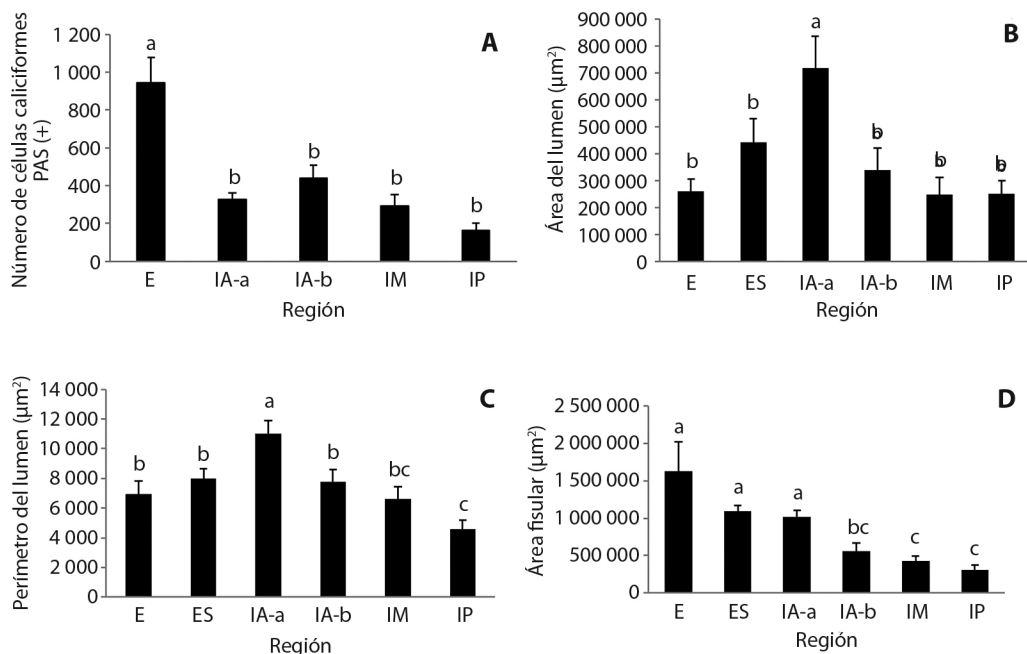 A
Número de células caliciformes
PAS (+)
1 200
1 000
800
600
400
200
0
a
b
b
b
b
E IA-a IA-b IM IP
Región
B
Área del lumen (µm²)
900 000
800 000
700 000
600 000
500 000
400 000
300 000
200 000
100 000
0
b
b
a
b
b
b
E ES IA-a IA-b IM IP
Región
C
Perímetro del lumen (µm²)
14 000
12 000
10 000
8 000
6 000
4 000
2 000
0
b
b
a
b
bc
c
E ES IA-a IA-b IM IP
Región
D
Área fisular (µm²)
2 500 000
2 000 000
1 500 000
1 000 000
500 000
0
a
a
a
bc
c
c
E ES IA-a IA-b IM IP
Región